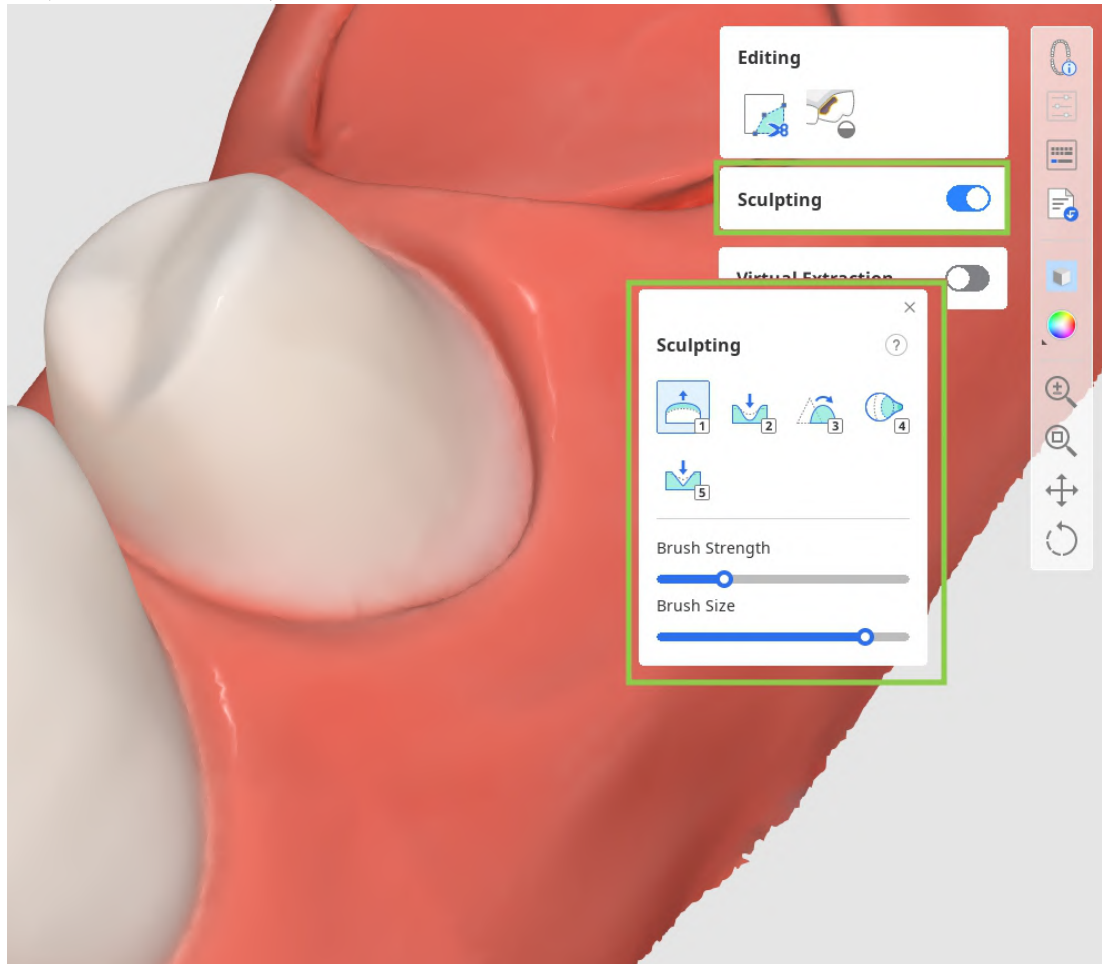 Editing
Sculpting
Virtual Extraction
Sculpting
?
1
2
3
4
5
Brush Strength
Brush Size